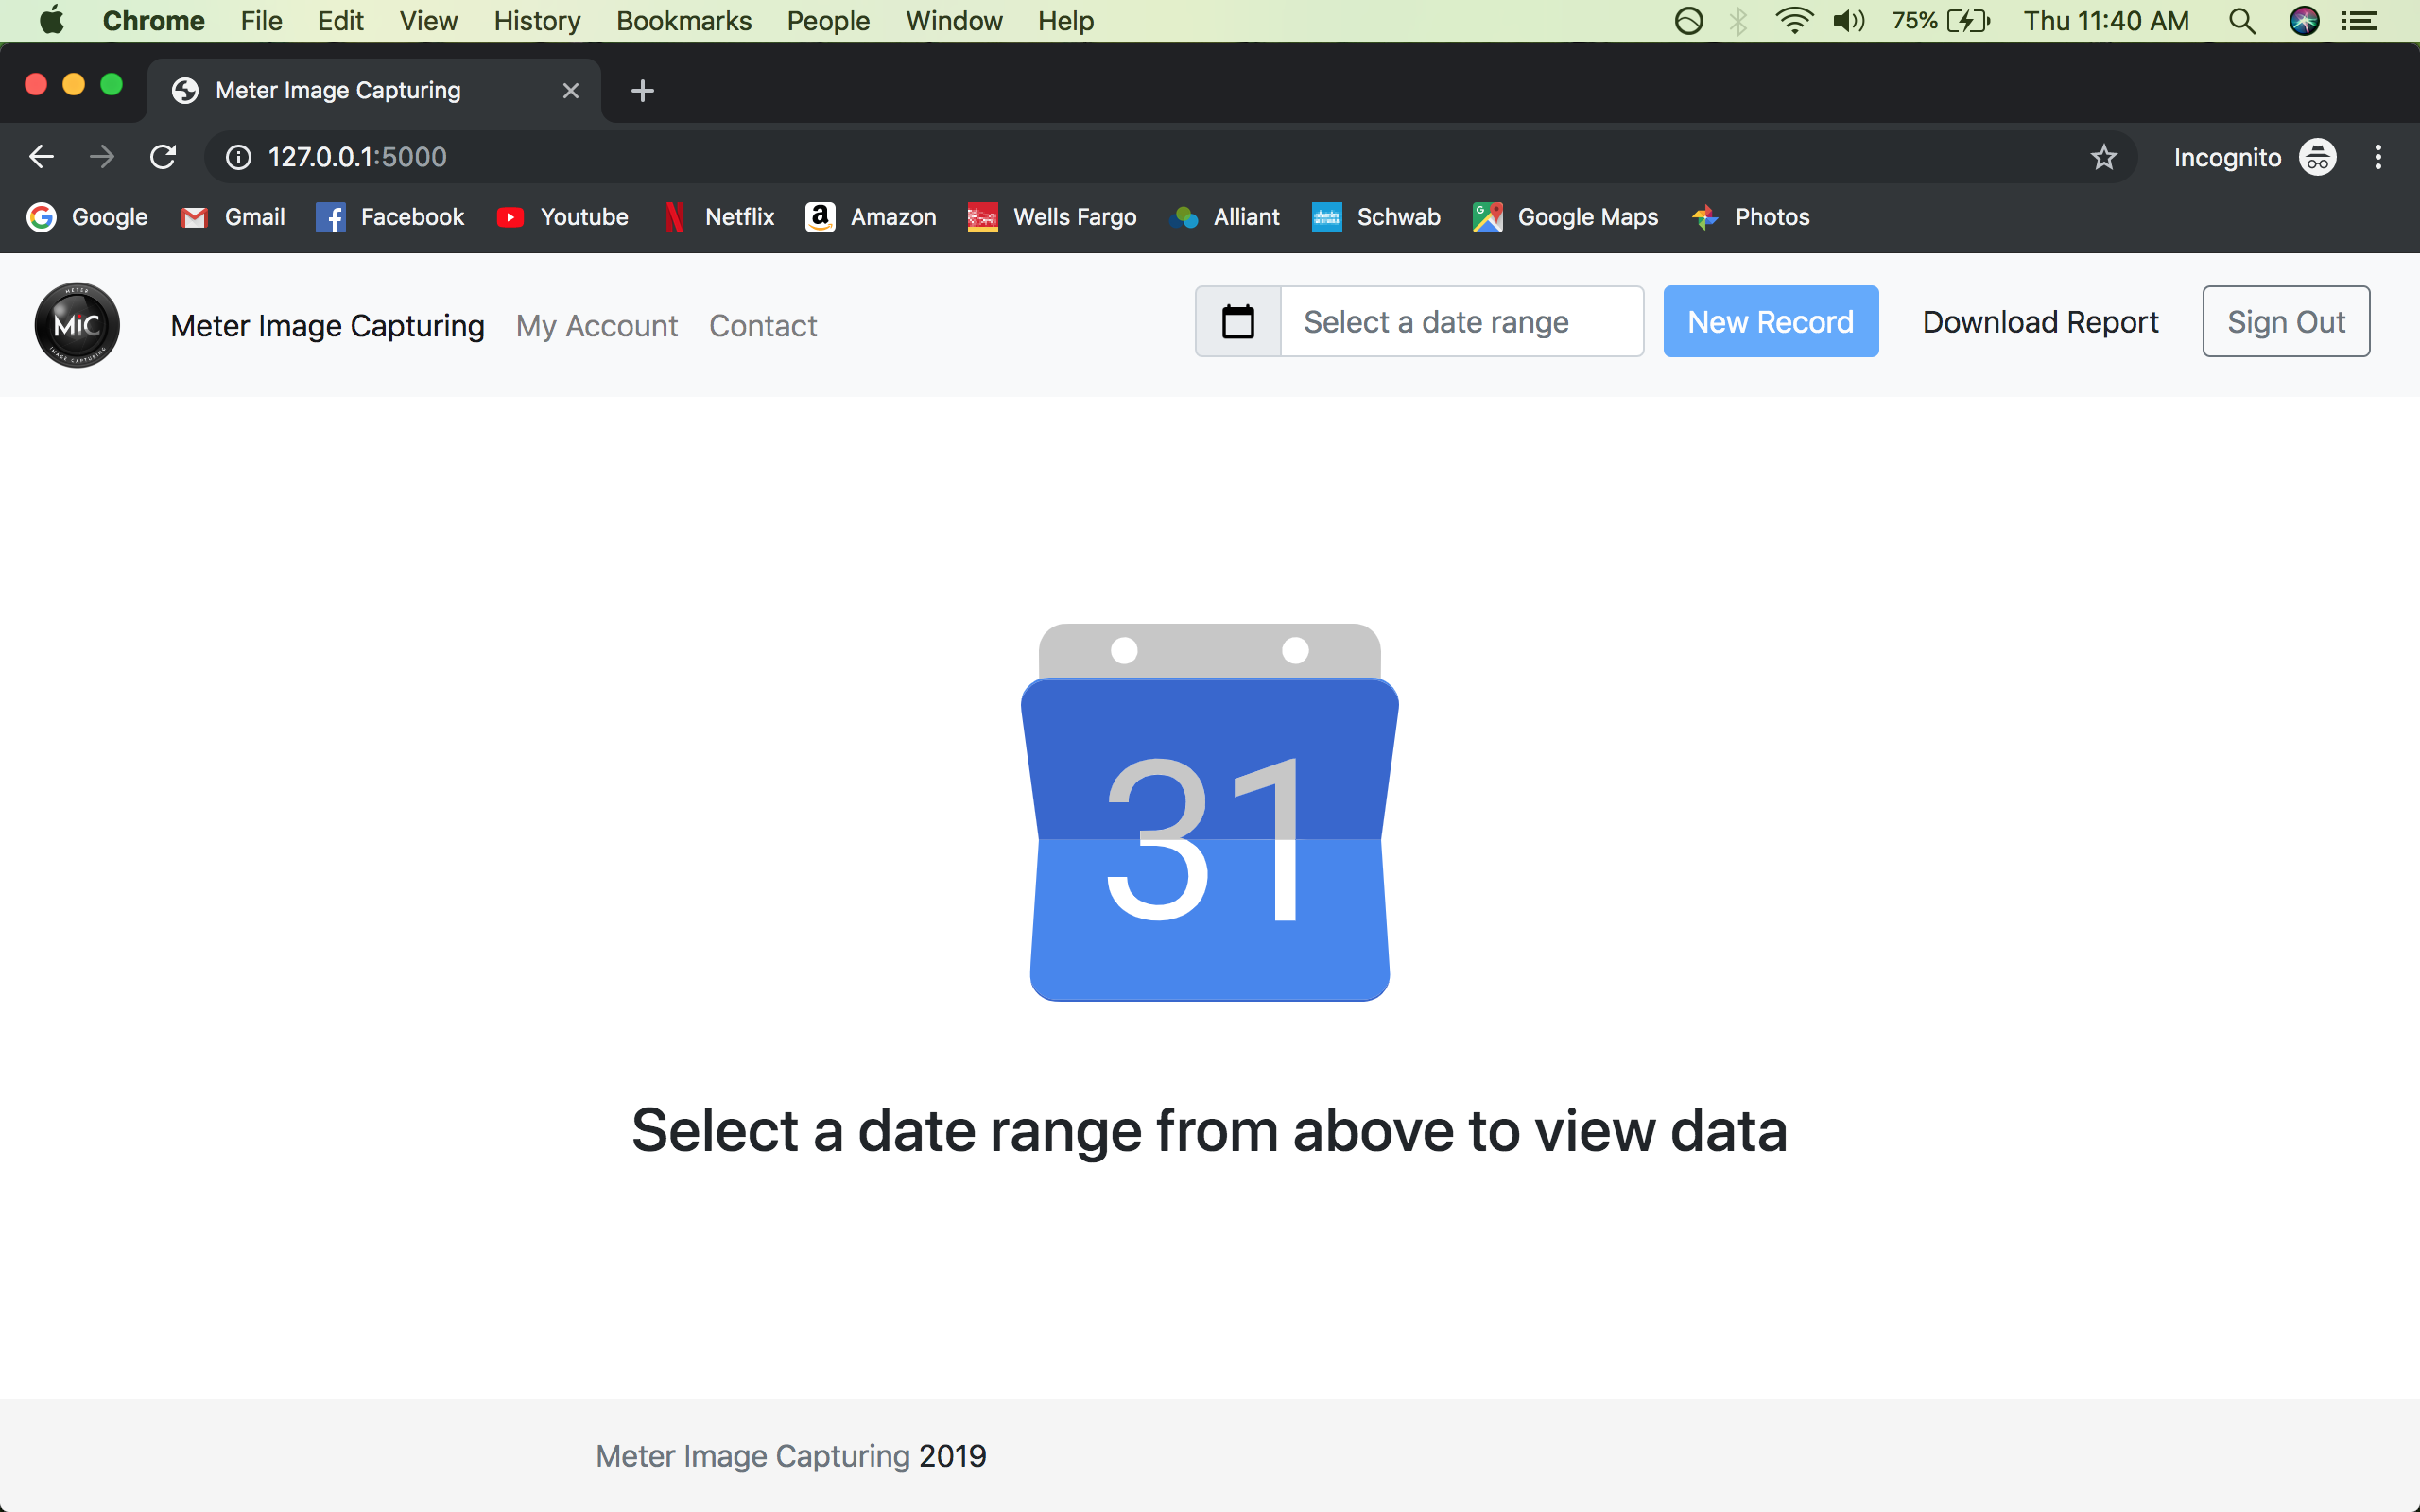 Chrome File Edit View History Bookmarks People Window Help 75% Thu 11:40 AM
Meter Image Capturing
127.0.0.1:5000 Incognito
Google Gmail Facebook Youtube Netflix Amazon Wells Fargo Alliant Schwab Google Maps Photos
METER
MiC
IMAGE CAPTURING
Meter Image Capturing My Account Contact Select a date range New Record Download Report Sign Out
31
Select a date range from above to view data
Meter Image Capturing 2019